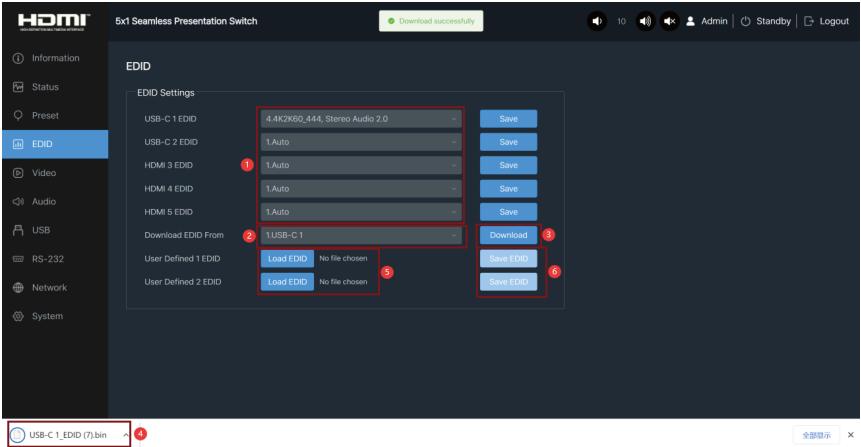 HDMI
HIGH-DEFINITION MULTIMEDIA INTERFACE
5x1 Seamless Presentation Switch
Download successfully
10
Admin
Standby
Logout
Information
Status
Preset
EDID
Video
Audio
USB
RS-232
Network
System
EDID
EDID Settings
USB-C 1 EDID 4.4K2K60_444, Stereo Audio 2.0 Save
USB-C 2 EDID 1.Auto Save
HDMI 3 EDID 1 1.Auto Save
HDMI 4 EDID 1.Auto Save
HDMI 5 EDID 1.Auto Save
Download EDID From 2 1.USB-C 1 Download 3
User Defined 1 EDID Load EDID No file chosen Save EDID
5 6
User Defined 2 EDID Load EDID No file chosen Save EDID
USB-C 1_EDID (7).bin 4 全部显示